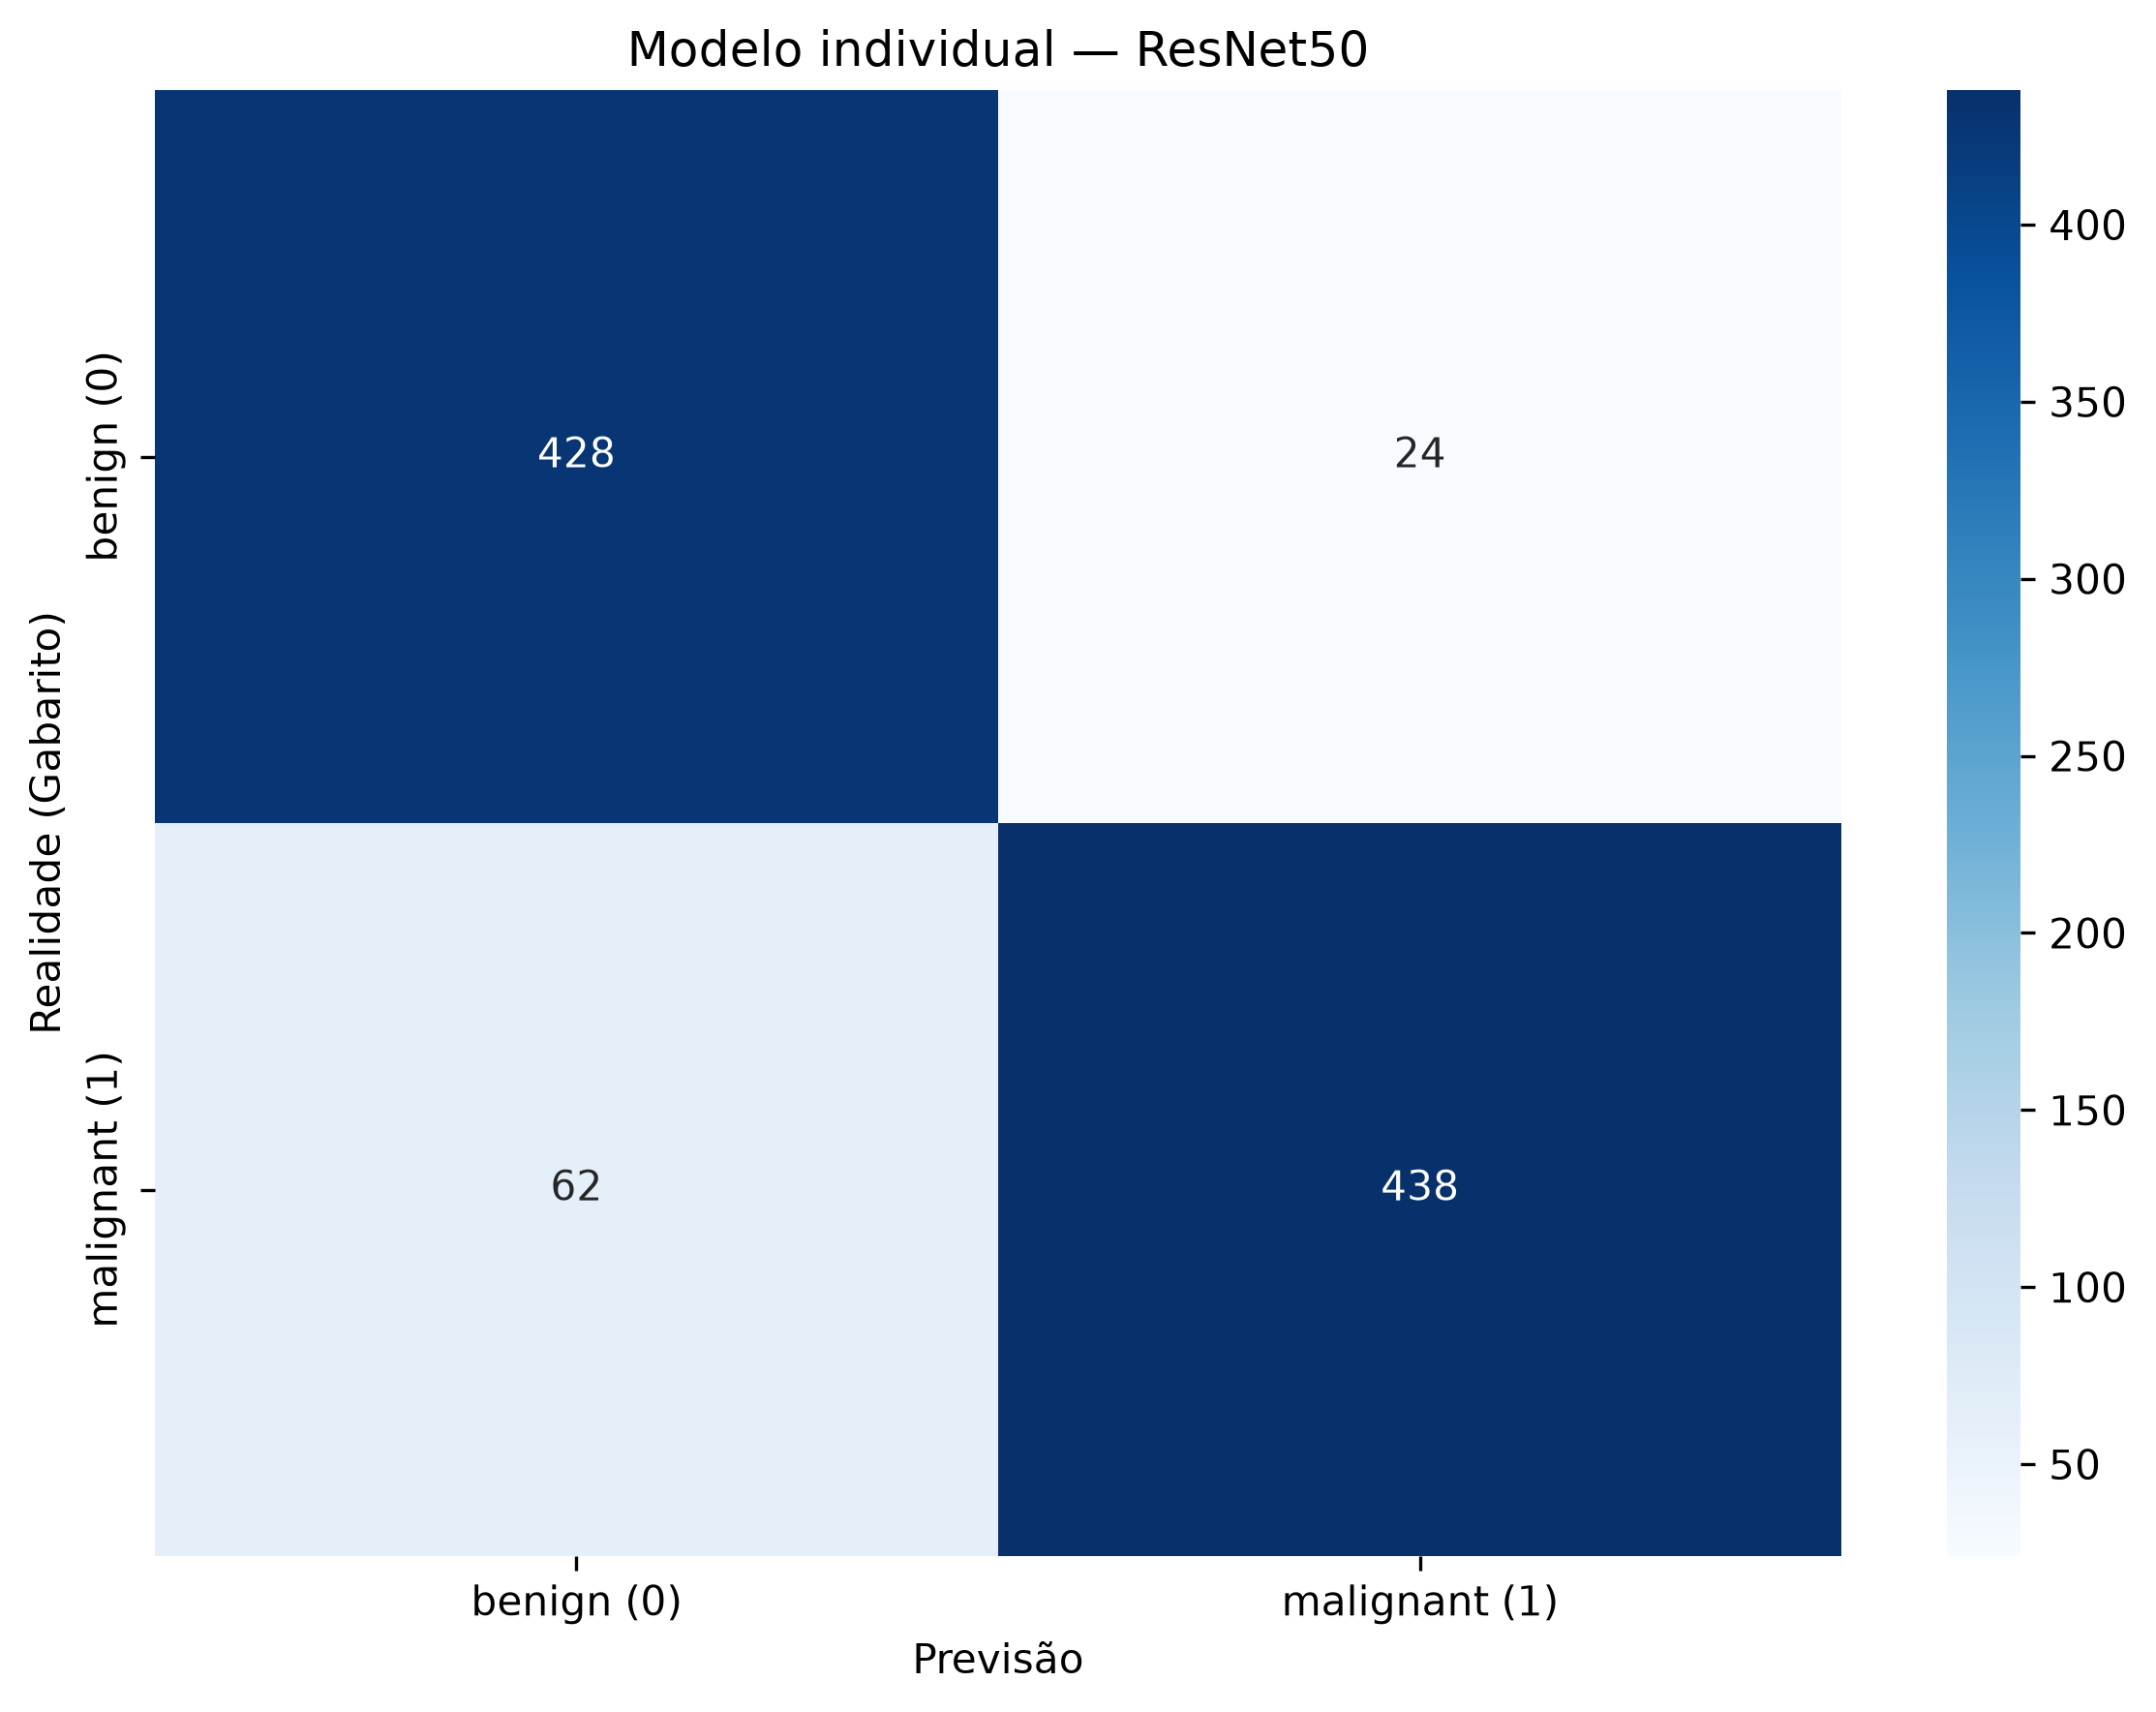 Modelo individual — ResNet50
Realidade (Gabarito)
benign (0)
malignant (1)
428
24
62
438
benign (0)
malignant (1)
Previsão
400
350
300
250
200
150
100
50